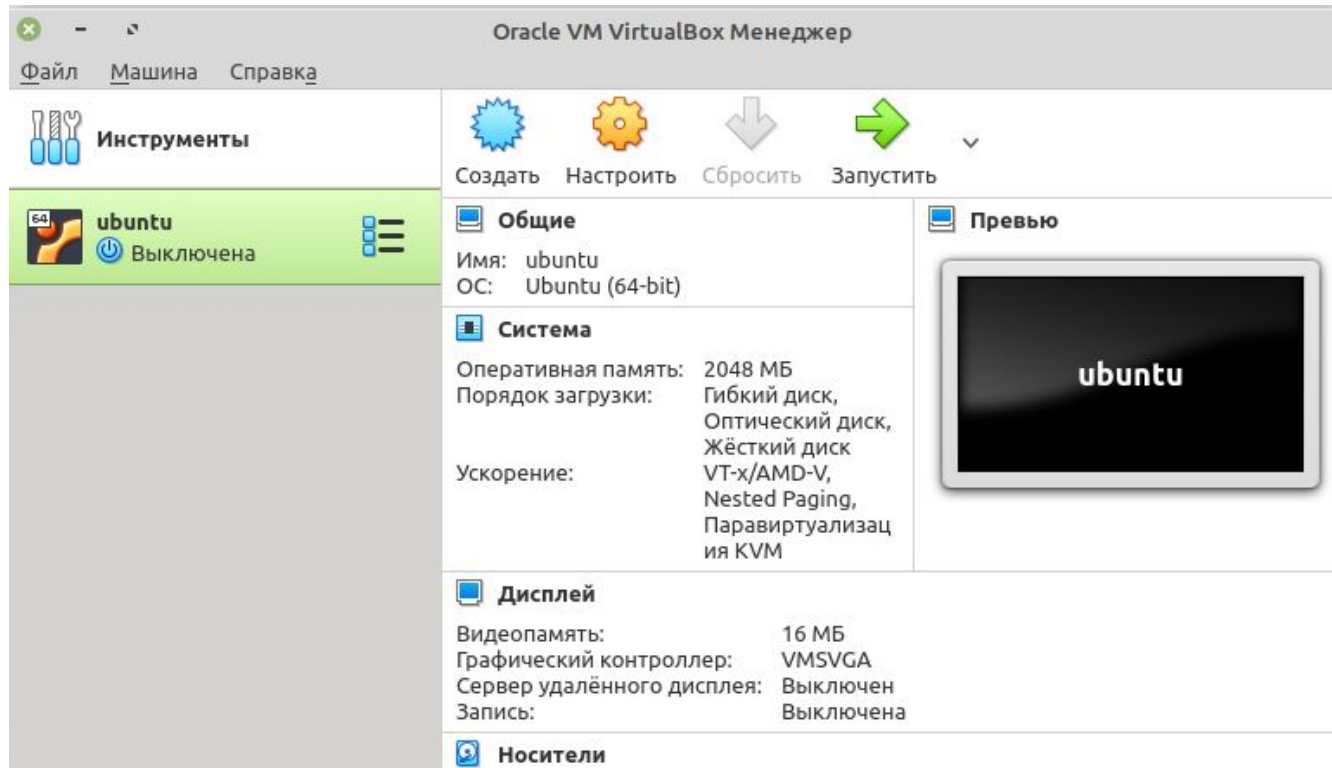 Oracle VM VirtualBox Менеджер
Файл Машина Справка
Инструменты
64
ubuntu
Выключена
Создать Настроить Сбросить Запустить
Общие
Имя: ubuntu
ОС: Ubuntu (64-bit)
Превью
ubuntu
Система
Оперативная память: 2048 МБ
Порядок загрузки: Гибкий диск,
Оптический диск,
Жёсткий диск
Ускорение: VT-x/AMD-V,
Nested Paging,
Паравиртуализац
ия KVM
Дисплей
Видеопамять: 16 МБ
Графический контроллер: VMSVGA
Сервер удалённого дисплея: Выключен
Запись: Выключена
Носители